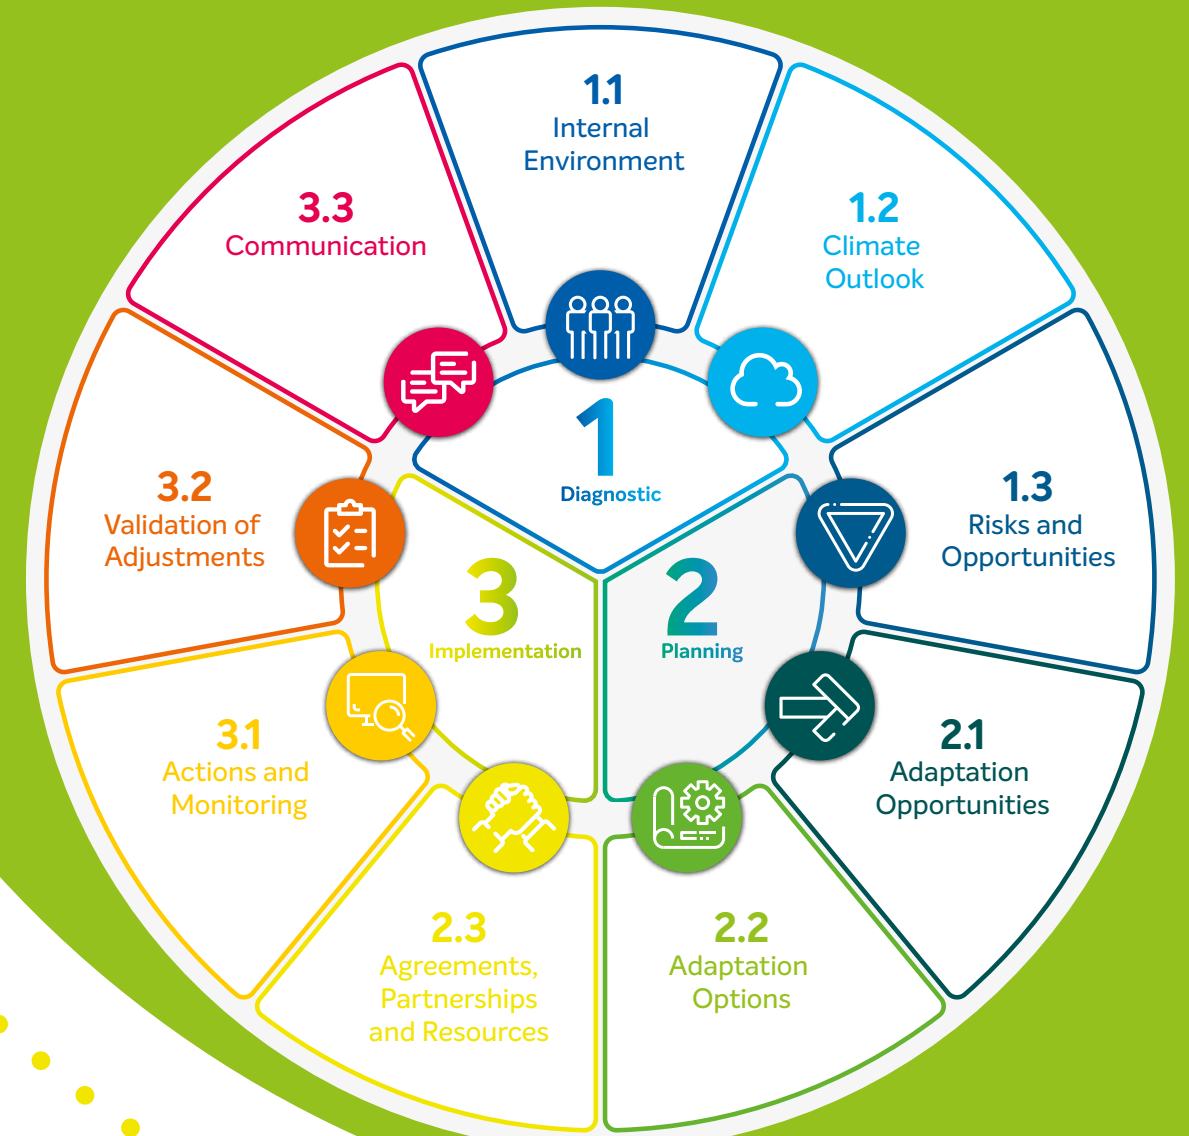 1.1
Internal
Environment
1.2
Climate
Outlook
1.3
Risks and
Opportunities
2.1
Adaptation
Opportunities
2.2
Adaptation
Options
2.3
Agreements,
Partnerships
and Resources
3.1
Actions and
Monitoring
3.2
Validation of
Adjustments
3.3
Communication
1
Diagnostic
2
Planning
3
Implementation